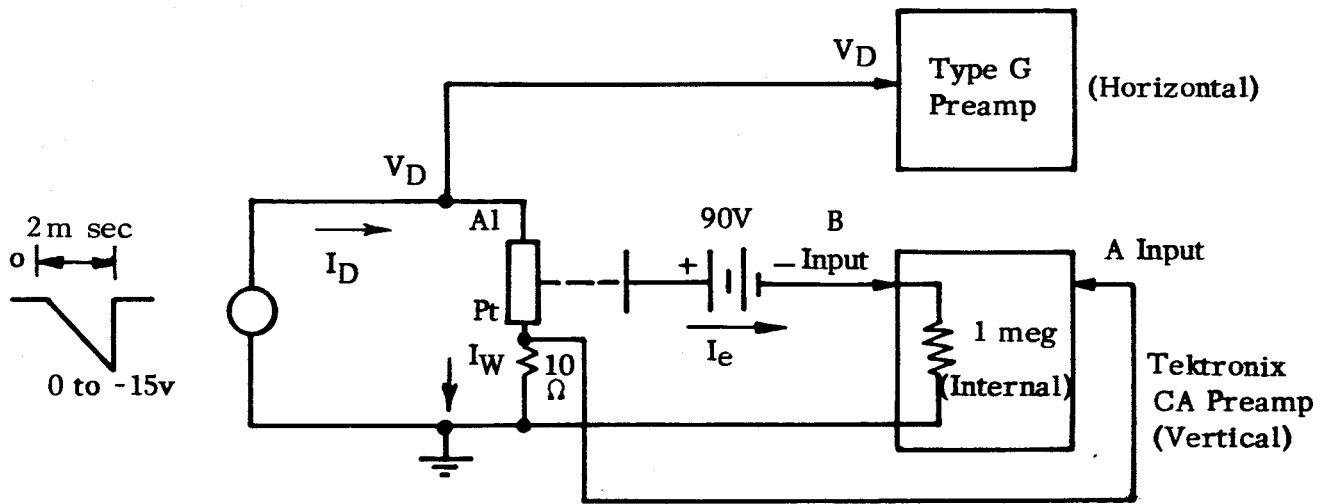 V_D
Type G
Preamp
(Horizontal)
V_D
2 m sec
o
0 to -15v
I_D
Al
Pt
I_W
10
Ω
90V
+
−
I_e
B
Input
1 meg
(Internal)
A Input
Tektronix
CA Preamp
(Vertical)